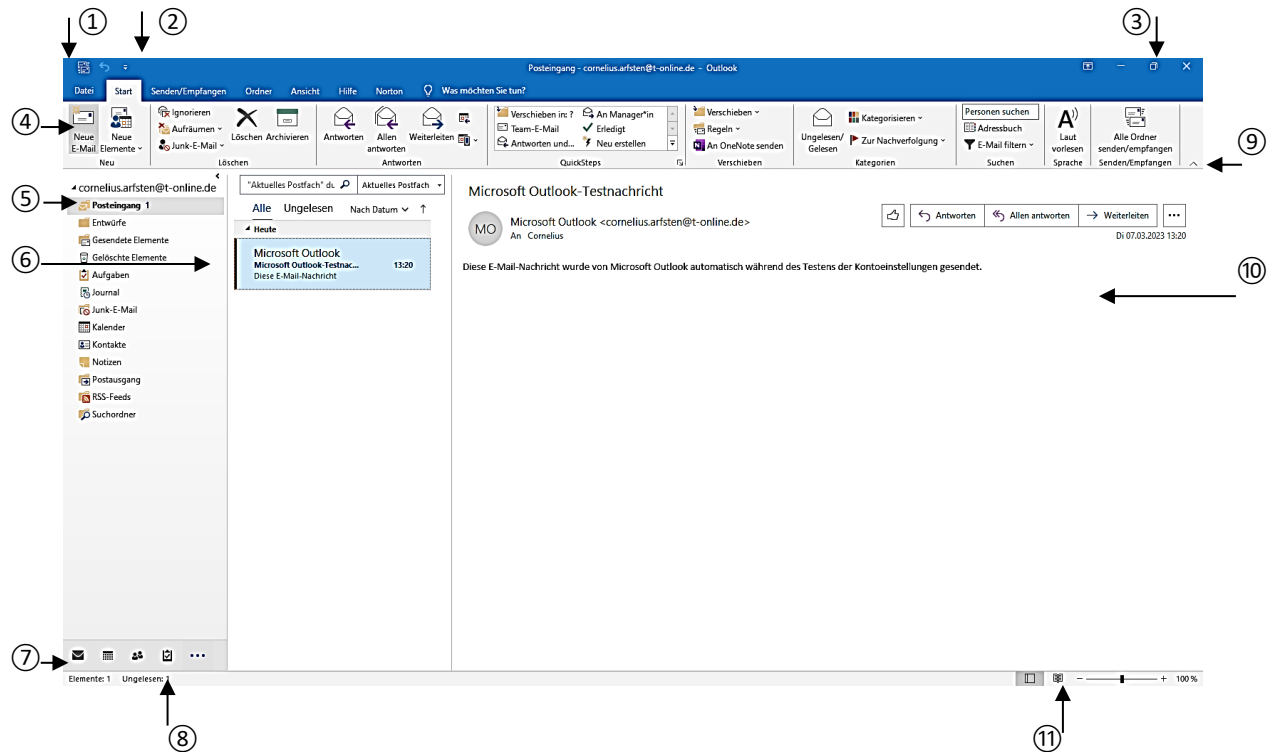 ① ② ③
Posteingang - cornelius.arfsten@t-online.de - Outlook
Datei Start Senden/Empfangen Ordner Ansicht Hilfe Norton Was möchten Sie tun?
④
Neue E-Mail
Neue Elemente
Neu
Ignorieren
Aufräumen
Junk-E-Mail
Löschen Archivieren
Löschen
Antworten
Allen antworten
Weiterleiten
Antworten
Verschieben in: ?
Team-E-Mail
Antworten und...
An Manager*in
Erledigt
Neu erstellen
QuickSteps
Verschieben
Regeln
An OneNote senden
Verschieben
Ungelesen/ Gelesen
Kategorisieren
Zur Nachverfolgung
Kategorien
Personen suchen
Adressbuch
E-Mail filtern
Suchen
Laut vorlesen
Sprache
Alle Ordner senden/empfangen
Senden/Empfangen
⑨
cornelius.arfsten@t-online.de
⑤
Posteingang 1
Entwürfe
Gesendete Elemente
⑥
Gelöschte Elemente
Aufgaben
Journal
Junk-E-Mail
Kalender
Kontakte
Notizen
Postausgang
RSS-Feeds
Suchordner
"Aktuelles Postfach" du Aktuelles Postfach
Alle Ungelesen Nach Datum
Heute
Microsoft Outlook
Microsoft Outlook-Testnac... 13:20
Diese E-Mail-Nachricht
Microsoft Outlook-Testnachricht
MO
Microsoft Outlook <cornelius.arfsten@t-online.de>
An Cornelius
Antworten Allen antworten Weiterleiten
Di 07.03.2023 13:20
Diese E-Mail-Nachricht wurde von Microsoft Outlook automatisch während des Testens der Kontoeinstellungen gesendet.
⑩
⑦
Elemente: 1 Ungelesen: 1
100 %
⑧ ⑪